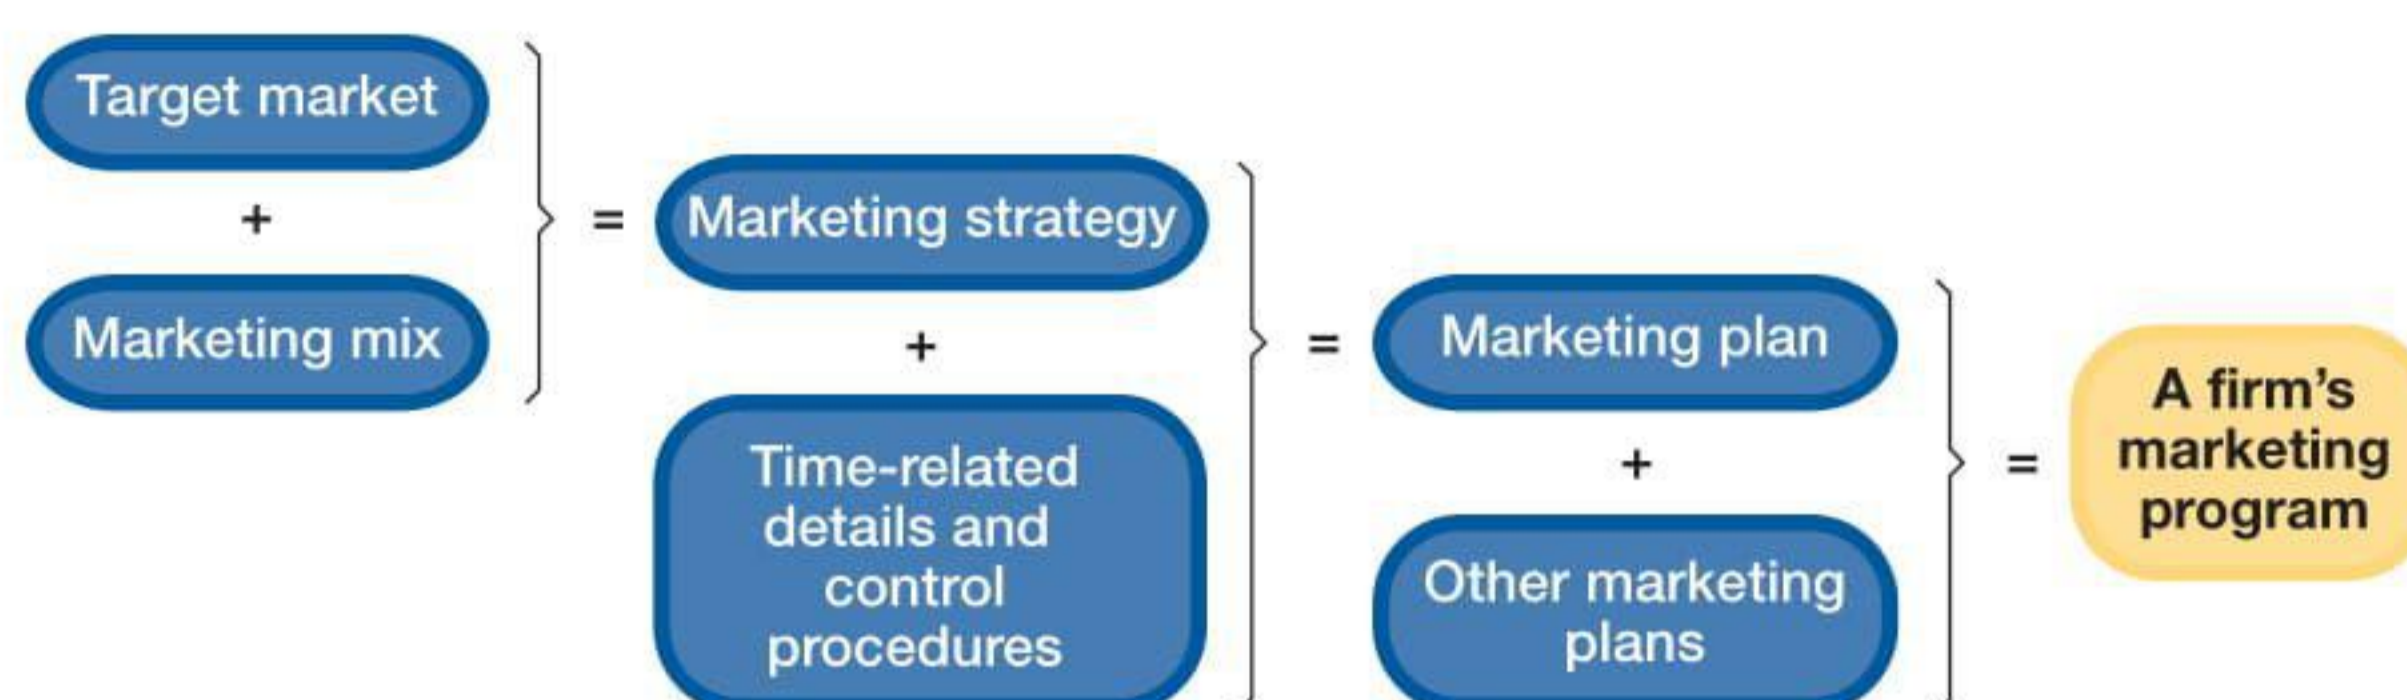 Target market
+
Marketing mix
=
Marketing strategy
+
Time-related
details and
control
procedures
=
Marketing plan
+
Other marketing
plans
=
A firm’s
marketing
program